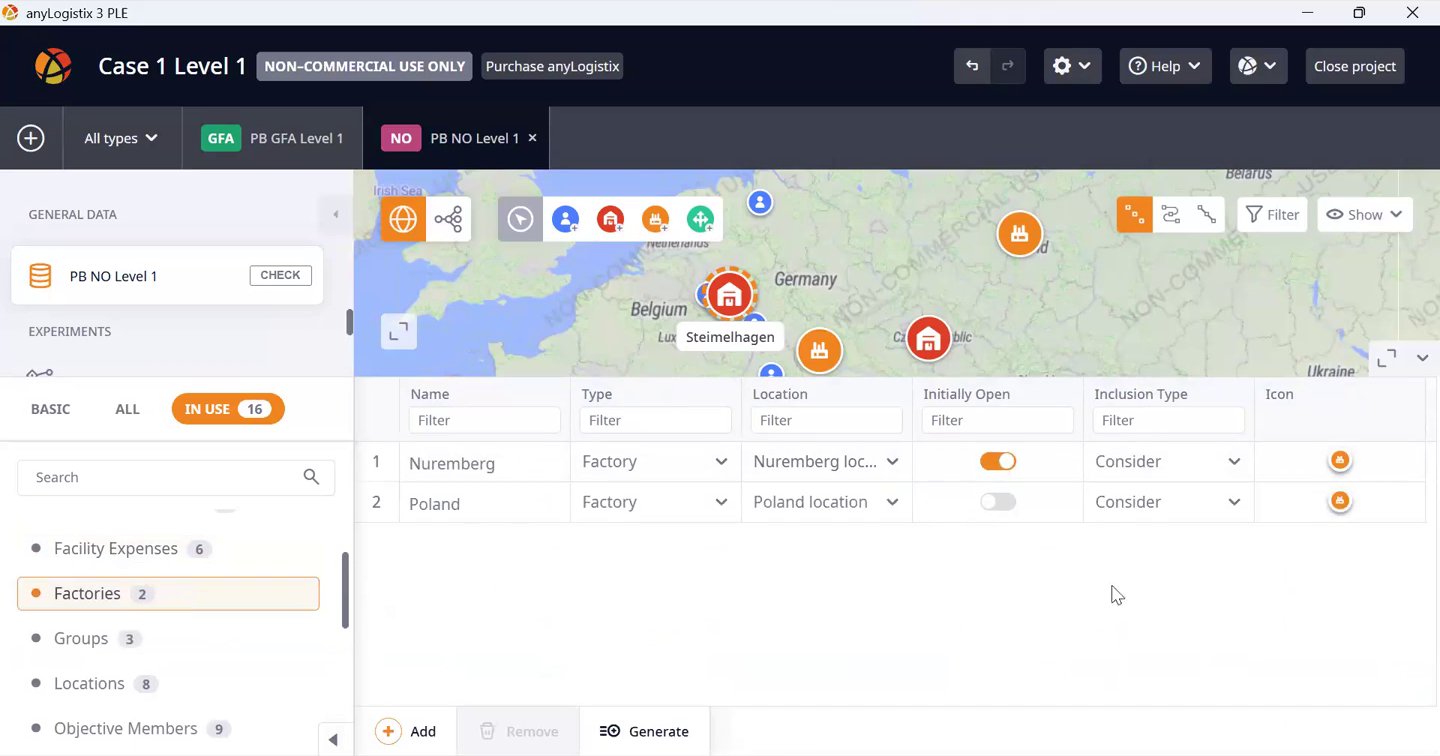 anyLogistix 3 PLE
Case 1 Level 1 NON-COMMERCIAL USE ONLY Purchase anyLogistix Help Close project
All types GFA PB GFA Level 1 NO PB NO Level 1
GENERAL DATA
PB NO Level 1 CHECK
EXPERIMENTS
BASIC ALL IN USE 16
Search
Facility Expenses 6
Factories 2
Groups 3
Locations 8
Objective Members 9
Irish Sea
Belarus
Filter Show
Netherlands
Germany
Belgium
Steimelhagen
Ukraine
NON-COMMERCIAL USE
Name Type Location Initially Open Inclusion Type Icon
Filter Filter Filter Filter Filter
1 Nuremberg Factory Nuremberg loc... Consider
2 Poland Factory Poland location Consider
Add Remove Generate